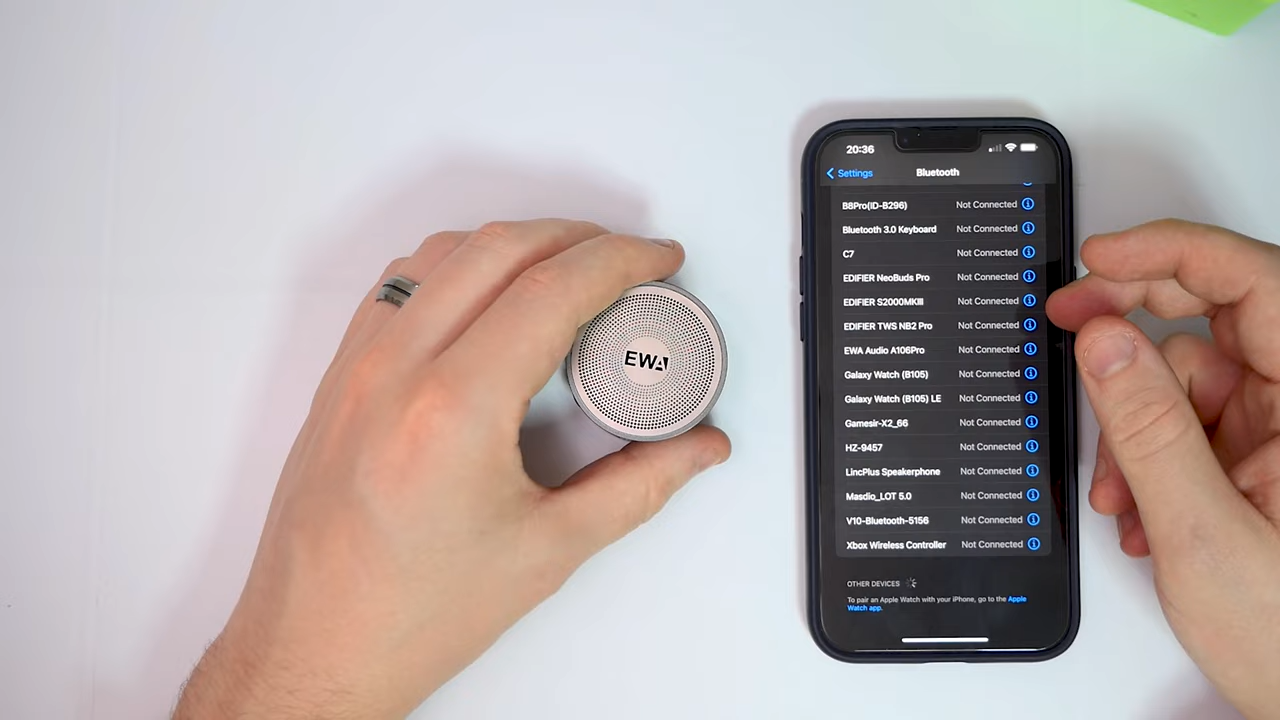 20:36
Settings
Bluetooth
B8Pro(ID-B296) Not Connected
Bluetooth 3.0 Keyboard Not Connected
C7 Not Connected
EDIFIER NeoBuds Pro Not Connected
EDIFIER S2000MKIII Not Connected
EDIFIER TWS NB2 Pro Not Connected
EWA Audio A106Pro Not Connected
Galaxy Watch (B105) Not Connected
Galaxy Watch (B105) LE Not Connected
Gamesir-X2_66 Not Connected
HZ-9457 Not Connected
LincPlus Speakerphone Not Connected
Masdio_LOT 5.0 Not Connected
V10-Bluetooth-5156 Not Connected
Xbox Wireless Controller Not Connected
OTHER DEVICES
To pair an Apple Watch with your iPhone, go to the Apple
Watch app.
EWA